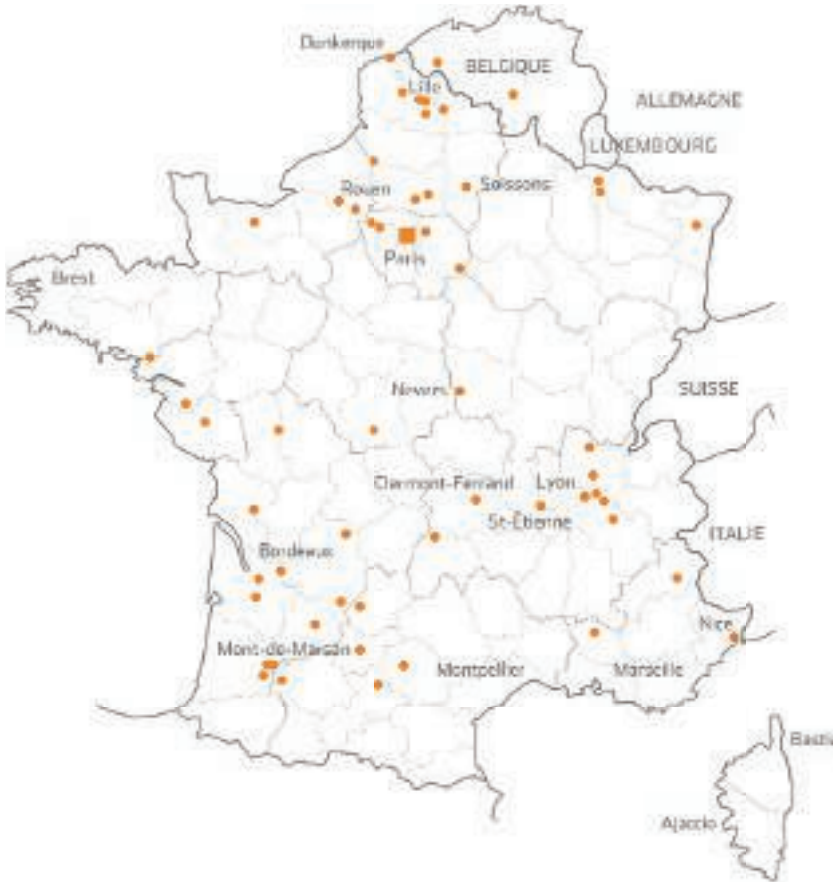 Dunkerque
BELGIQUE
Lille
ALLEMAGNE
LUXEMBOURG
Rouen
Soissons
Paris
Brest
Nevers
SUISSE
Clermont-Ferrand
Lyon
St-Étienne
ITALIE
Bordeaux
Nice
Mont-de-Marsan
Montpellier
Marseille
Bastia
Ajaccio